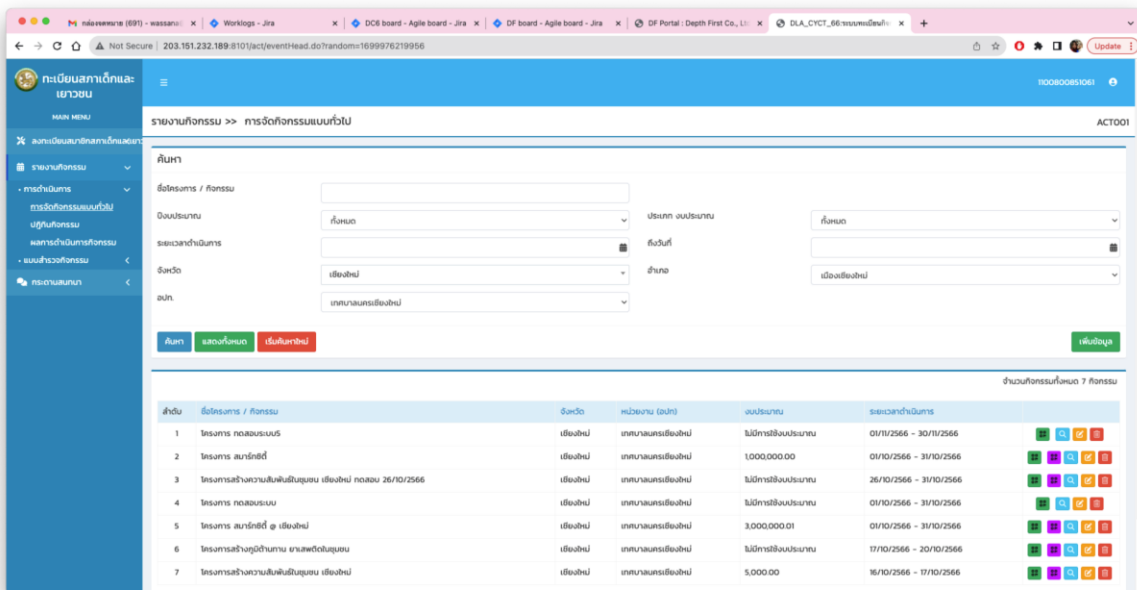 กล่องจดหมาย (691) - wassana
Worklogs - Jira
DC6 board - Agile board - Jira
DF board - Agile board - Jira
DF Portal : Depth First Co., Lt
DLA_CYCT_66:ระบบทะเบียนกิจ
Not Secure | 203.151.232.189:8101/act/eventHead.do?random=1699976219956
Update
ทะเบียนสภาเด็กและ
เยาวชน
1100800851061
MAIN MENU
ลงทะเบียนสมาชิกสภาเด็กและเยาว
รายงานกิจกรรม
การดำเนินการ
การจัดกิจกรรมแบบทั่วไป
ปฏิทินกิจกรรม
ผลการดำเนินการกิจกรรม
แบบสำรวจกิจกรรม
กระดานสนทนา
รายงานกิจกรรม >> การจัดกิจกรรมแบบทั่วไป ACT001
ค้นหา
ชื่อโครงการ / กิจกรรม
ปีงบประมาณ ทั้งหมด ประเภท งบประมาณ ทั้งหมด
ระยะเวลาดำเนินการ ถึงวันที่
จังหวัด เชียงใหม่ อำเภอ เมืองเชียงใหม่
อปท. เทศบาลนครเชียงใหม่
ค้นหา แสดงทั้งหมด เริ่มค้นหาใหม่ เพิ่มข้อมูล
จำนวนกิจกรรมทั้งหมด 7 กิจกรรม
ลำดับ ชื่อโครงการ / กิจกรรม จังหวัด หน่วยงาน (อปท) งบประมาณ ระยะเวลาดำเนินการ
1 โครงการ ทดสอบระบบ5 เชียงใหม่ เทศบาลนครเชียงใหม่ ไม่มีการใช้งบประมาณ 01/11/2566 - 30/11/2566
2 โครงการ สมาร์ทซิตี้ เชียงใหม่ เทศบาลนครเชียงใหม่ 1,000,000.00 01/10/2566 - 31/10/2566
3 โครงการสร้างความสัมพันธ์ในชุมชน เชียงใหม่ ทดสอบ 26/10/2566 เชียงใหม่ เทศบาลนครเชียงใหม่ ไม่มีการใช้งบประมาณ 26/10/2566 - 31/10/2566
4 โครงการ ทดสอบระบบ เชียงใหม่ เทศบาลนครเชียงใหม่ ไม่มีการใช้งบประมาณ 01/10/2566 - 31/10/2566
5 โครงการ สมาร์ทซิตี้ @ เชียงใหม่ เชียงใหม่ เทศบาลนครเชียงใหม่ 3,000,000.01 01/10/2566 - 31/10/2566
6 โครงการสร้างภูมิต้านทาน ยาเสพติดในชุมชน เชียงใหม่ เทศบาลนครเชียงใหม่ ไม่มีการใช้งบประมาณ 17/10/2566 - 20/10/2566
7 โครงการสร้างความสัมพันธ์ในชุมชน เชียงใหม่ เชียงใหม่ เทศบาลนครเชียงใหม่ 5,000.00 16/10/2566 - 17/10/2566